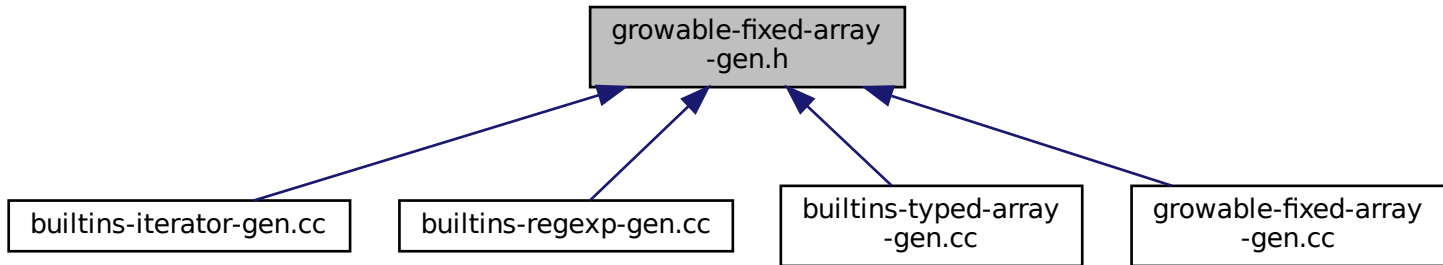 growable-fixed-array
-gen.h
builtins-iterator-gen.cc
builtins-regexp-gen.cc
builtins-typed-array
-gen.cc
growable-fixed-array
-gen.cc